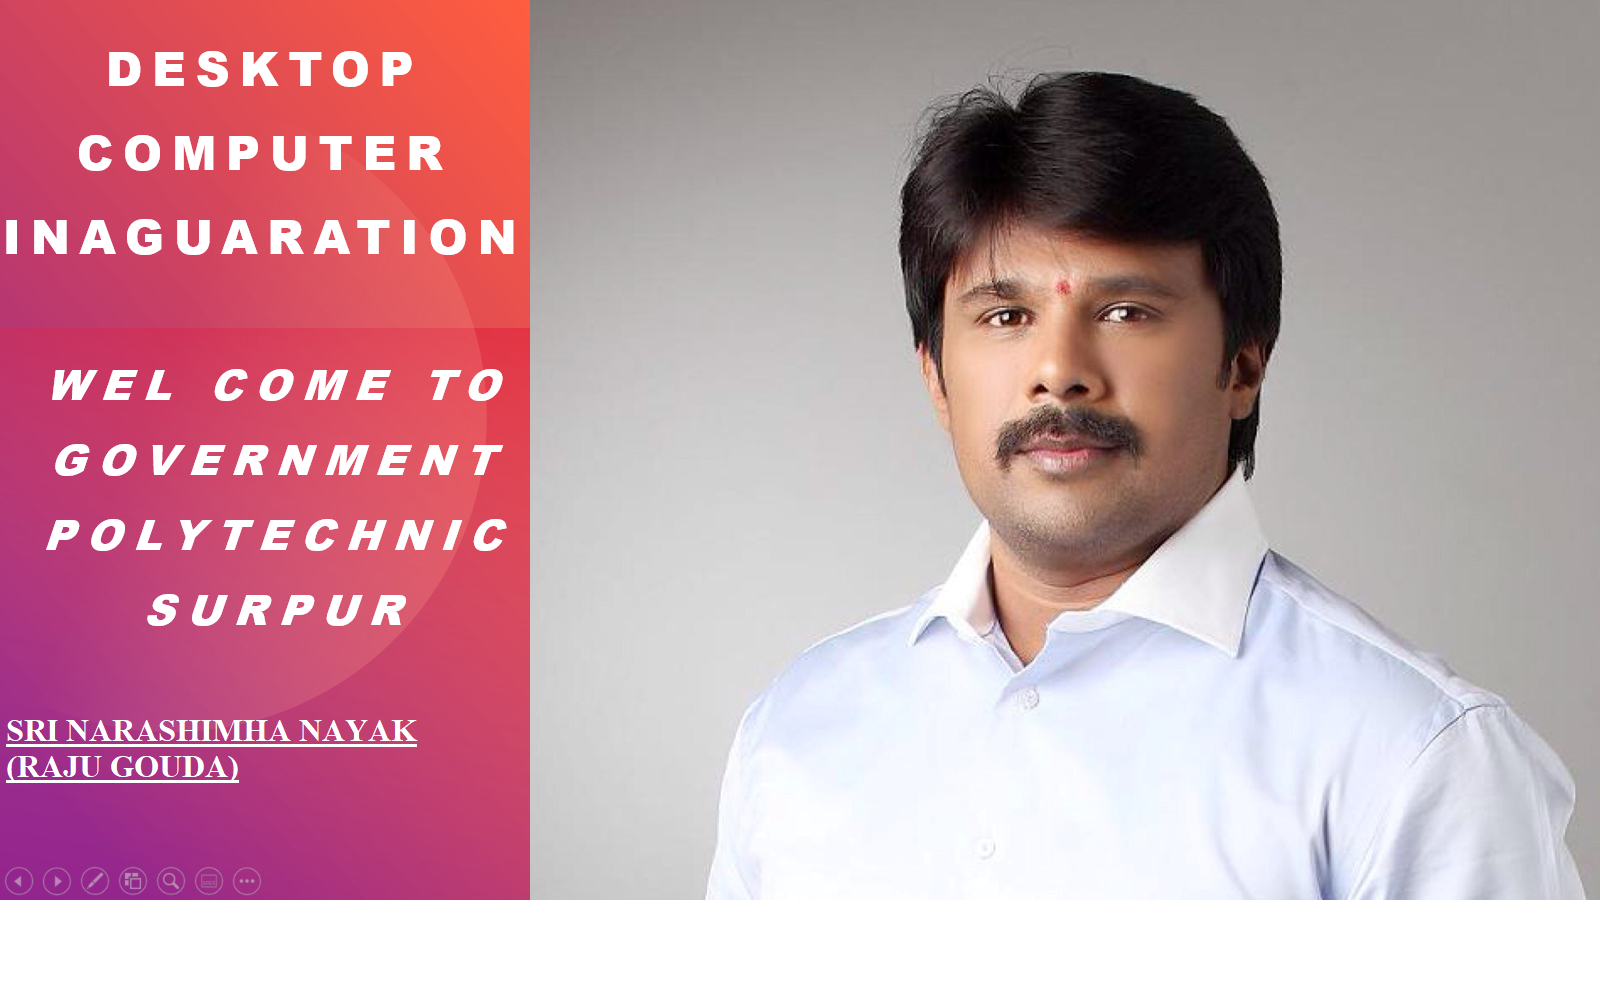 DESKTOP
COMPUTER
INAGUARATION
WEL COME TO
GOVERNMENT
POLYTECHNIC
SURPUR
SRI NARASHIMHA NAYAK
(RAJU GOUDA)